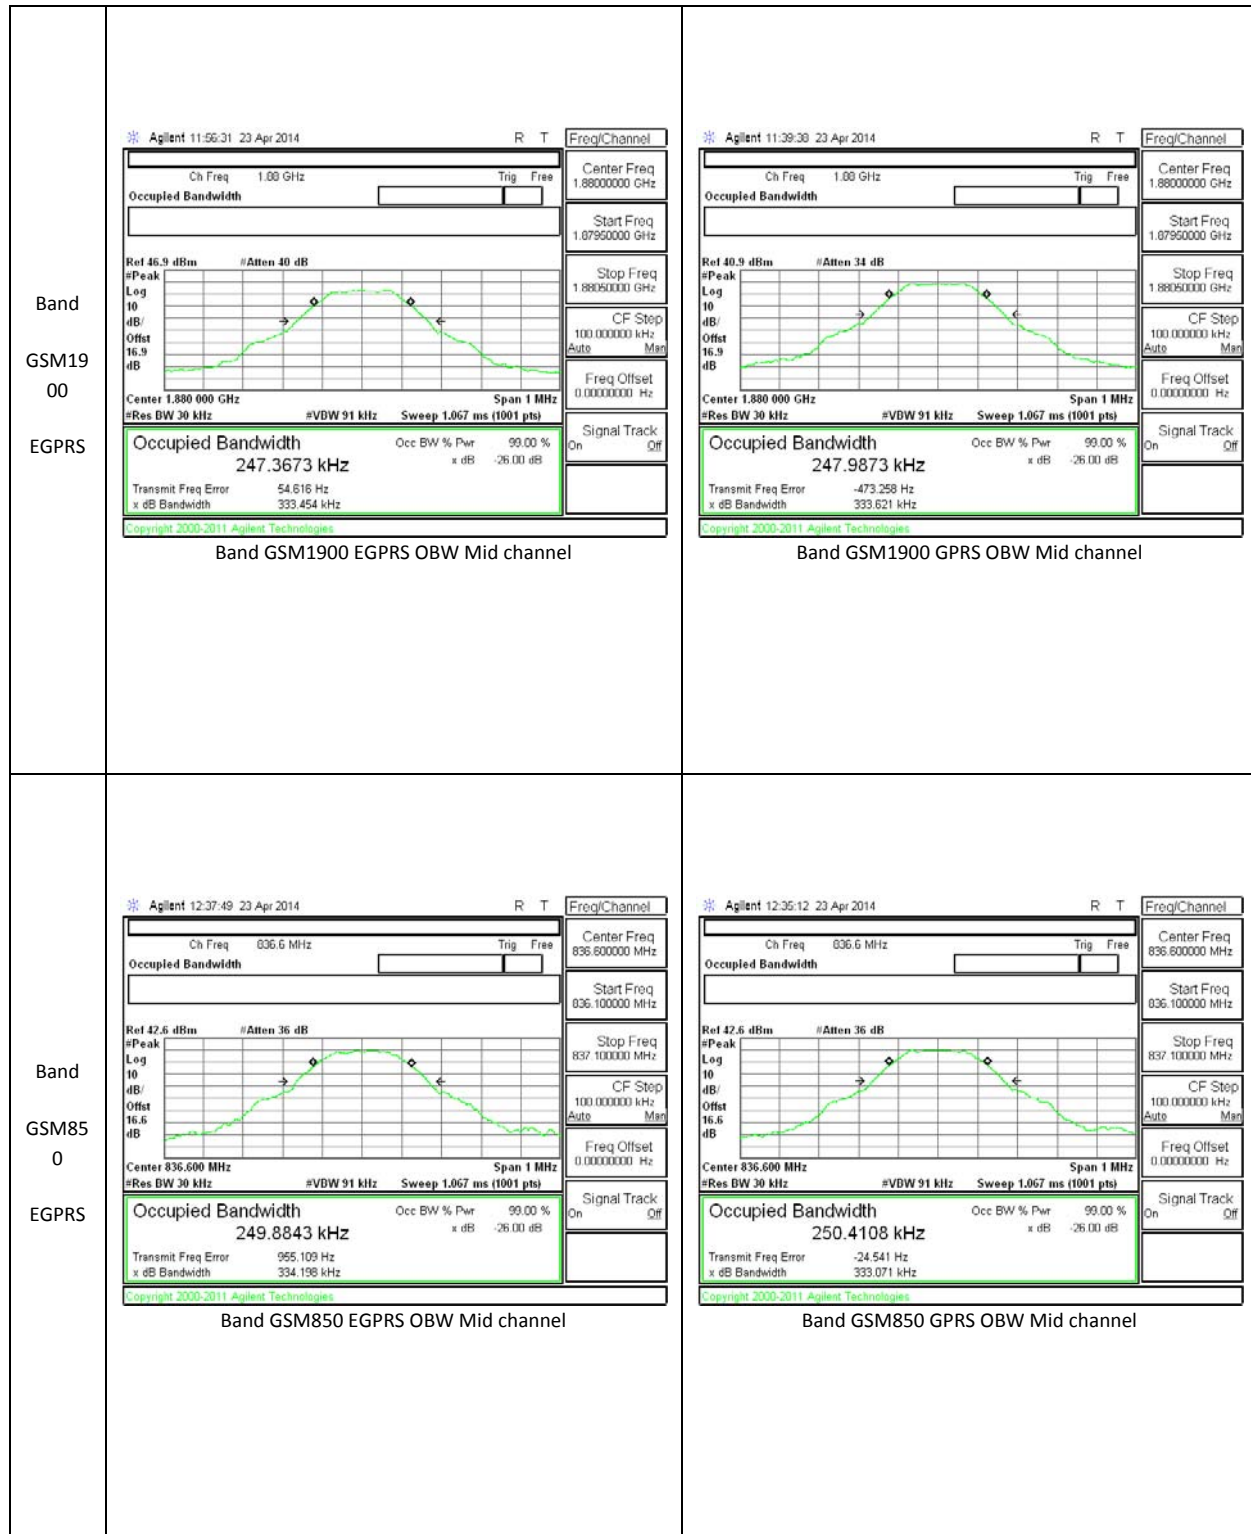 Band
GSM19
00
EGPRS
Agilent 11:56:31 23 Apr 2014 R T
Freq/Channel
Ch Freq 1.88 GHz Trig Free
Occupied Bandwidth
Center Freq
1.88000000 GHz
Start Freq
1.87950000 GHz
Stop Freq
1.88050000 GHz
CF Step
100.000000 kHz
Auto Man
Freq Offset
0.00000000 Hz
Signal Track
On Off
Ref 46.9 dBm #Atten 40 dB
#Peak
Log
10
dB/
Offst
16.9
dB
Center 1.880 000 GHz Span 1 MHz
#Res BW 30 kHz #VBW 91 kHz Sweep 1.067 ms (1001 pts)
Occupied Bandwidth Occ BW % Pwr 99.00 %
247.3673 kHz x dB -26.00 dB
Transmit Freq Error 54.616 Hz
x dB Bandwidth 333.454 kHz
Copyright 2000-2011 Agilent Technologies
Band GSM1900 EGPRS OBW Mid channel
Agilent 11:39:38 23 Apr 2014 R T
Freq/Channel
Ch Freq 1.88 GHz Trig Free
Occupied Bandwidth
Center Freq
1.88000000 GHz
Start Freq
1.87950000 GHz
Stop Freq
1.88050000 GHz
CF Step
100.000000 kHz
Auto Man
Freq Offset
0.00000000 Hz
Signal Track
On Off
Ref 40.9 dBm #Atten 34 dB
#Peak
Log
10
dB/
Offst
16.9
dB
Center 1.880 000 GHz Span 1 MHz
#Res BW 30 kHz #VBW 91 kHz Sweep 1.067 ms (1001 pts)
Occupied Bandwidth Occ BW % Pwr 99.00 %
247.9873 kHz x dB -26.00 dB
Transmit Freq Error -473.258 Hz
x dB Bandwidth 333.621 kHz
Copyright 2000-2011 Agilent Technologies
Band GSM1900 GPRS OBW Mid channel
Band
GSM85
0
EGPRS
Agilent 12:37:49 23 Apr 2014 R T
Freq/Channel
Ch Freq 836.6 MHz Trig Free
Occupied Bandwidth
Center Freq
836.600000 MHz
Start Freq
836.100000 MHz
Stop Freq
837.100000 MHz
CF Step
100.000000 kHz
Auto Man
Freq Offset
0.00000000 Hz
Signal Track
On Off
Ref 42.6 dBm #Atten 36 dB
#Peak
Log
10
dB/
Offst
16.6
dB
Center 836.600 MHz Span 1 MHz
#Res BW 30 kHz #VBW 91 kHz Sweep 1.067 ms (1001 pts)
Occupied Bandwidth Occ BW % Pwr 99.00 %
249.8843 kHz x dB -26.00 dB
Transmit Freq Error 955.109 Hz
x dB Bandwidth 334.198 kHz
Copyright 2000-2011 Agilent Technologies
Band GSM850 EGPRS OBW Mid channel
Agilent 12:35:12 23 Apr 2014 R T
Freq/Channel
Ch Freq 836.6 MHz Trig Free
Occupied Bandwidth
Center Freq
836.600000 MHz
Start Freq
836.100000 MHz
Stop Freq
837.100000 MHz
CF Step
100.000000 kHz
Auto Man
Freq Offset
0.00000000 Hz
Signal Track
On Off
Ref 42.6 dBm #Atten 36 dB
#Peak
Log
10
dB/
Offst
16.6
dB
Center 836.600 MHz Span 1 MHz
#Res BW 30 kHz #VBW 91 kHz Sweep 1.067 ms (1001 pts)
Occupied Bandwidth Occ BW % Pwr 99.00 %
250.4108 kHz x dB -26.00 dB
Transmit Freq Error -24.541 Hz
x dB Bandwidth 333.071 kHz
Copyright 2000-2011 Agilent Technologies
Band GSM850 GPRS OBW Mid channel